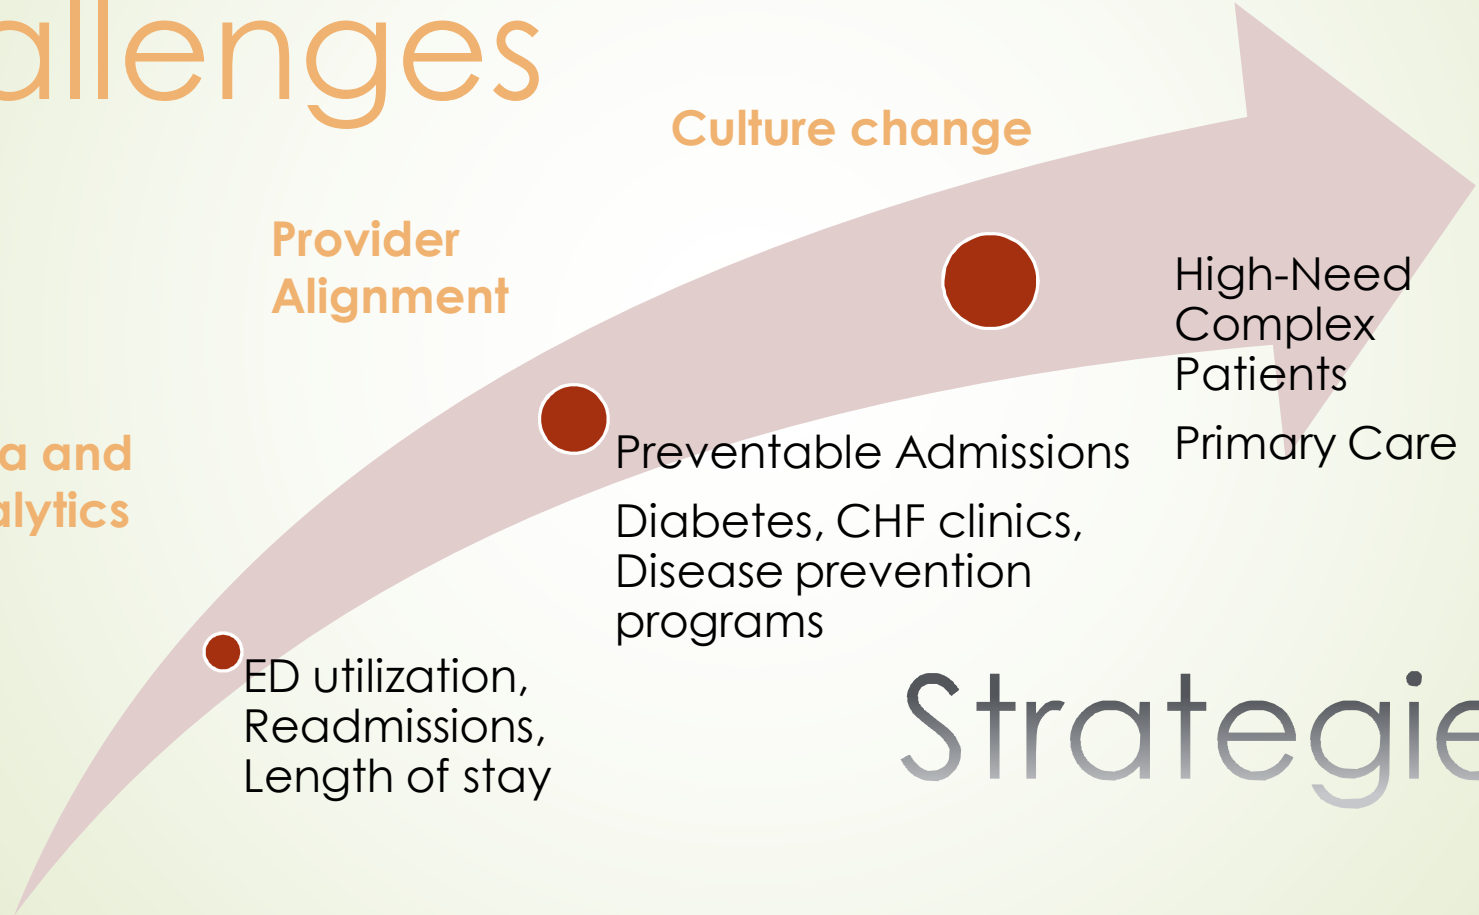 allenges
Culture change
Provider
Alignment
a and
alytics
High-Need
Complex
Patients
Primary Care
Preventable Admissions
Diabetes, CHF clinics,
Disease prevention
programs
ED utilization,
Readmissions,
Length of stay
Strategie